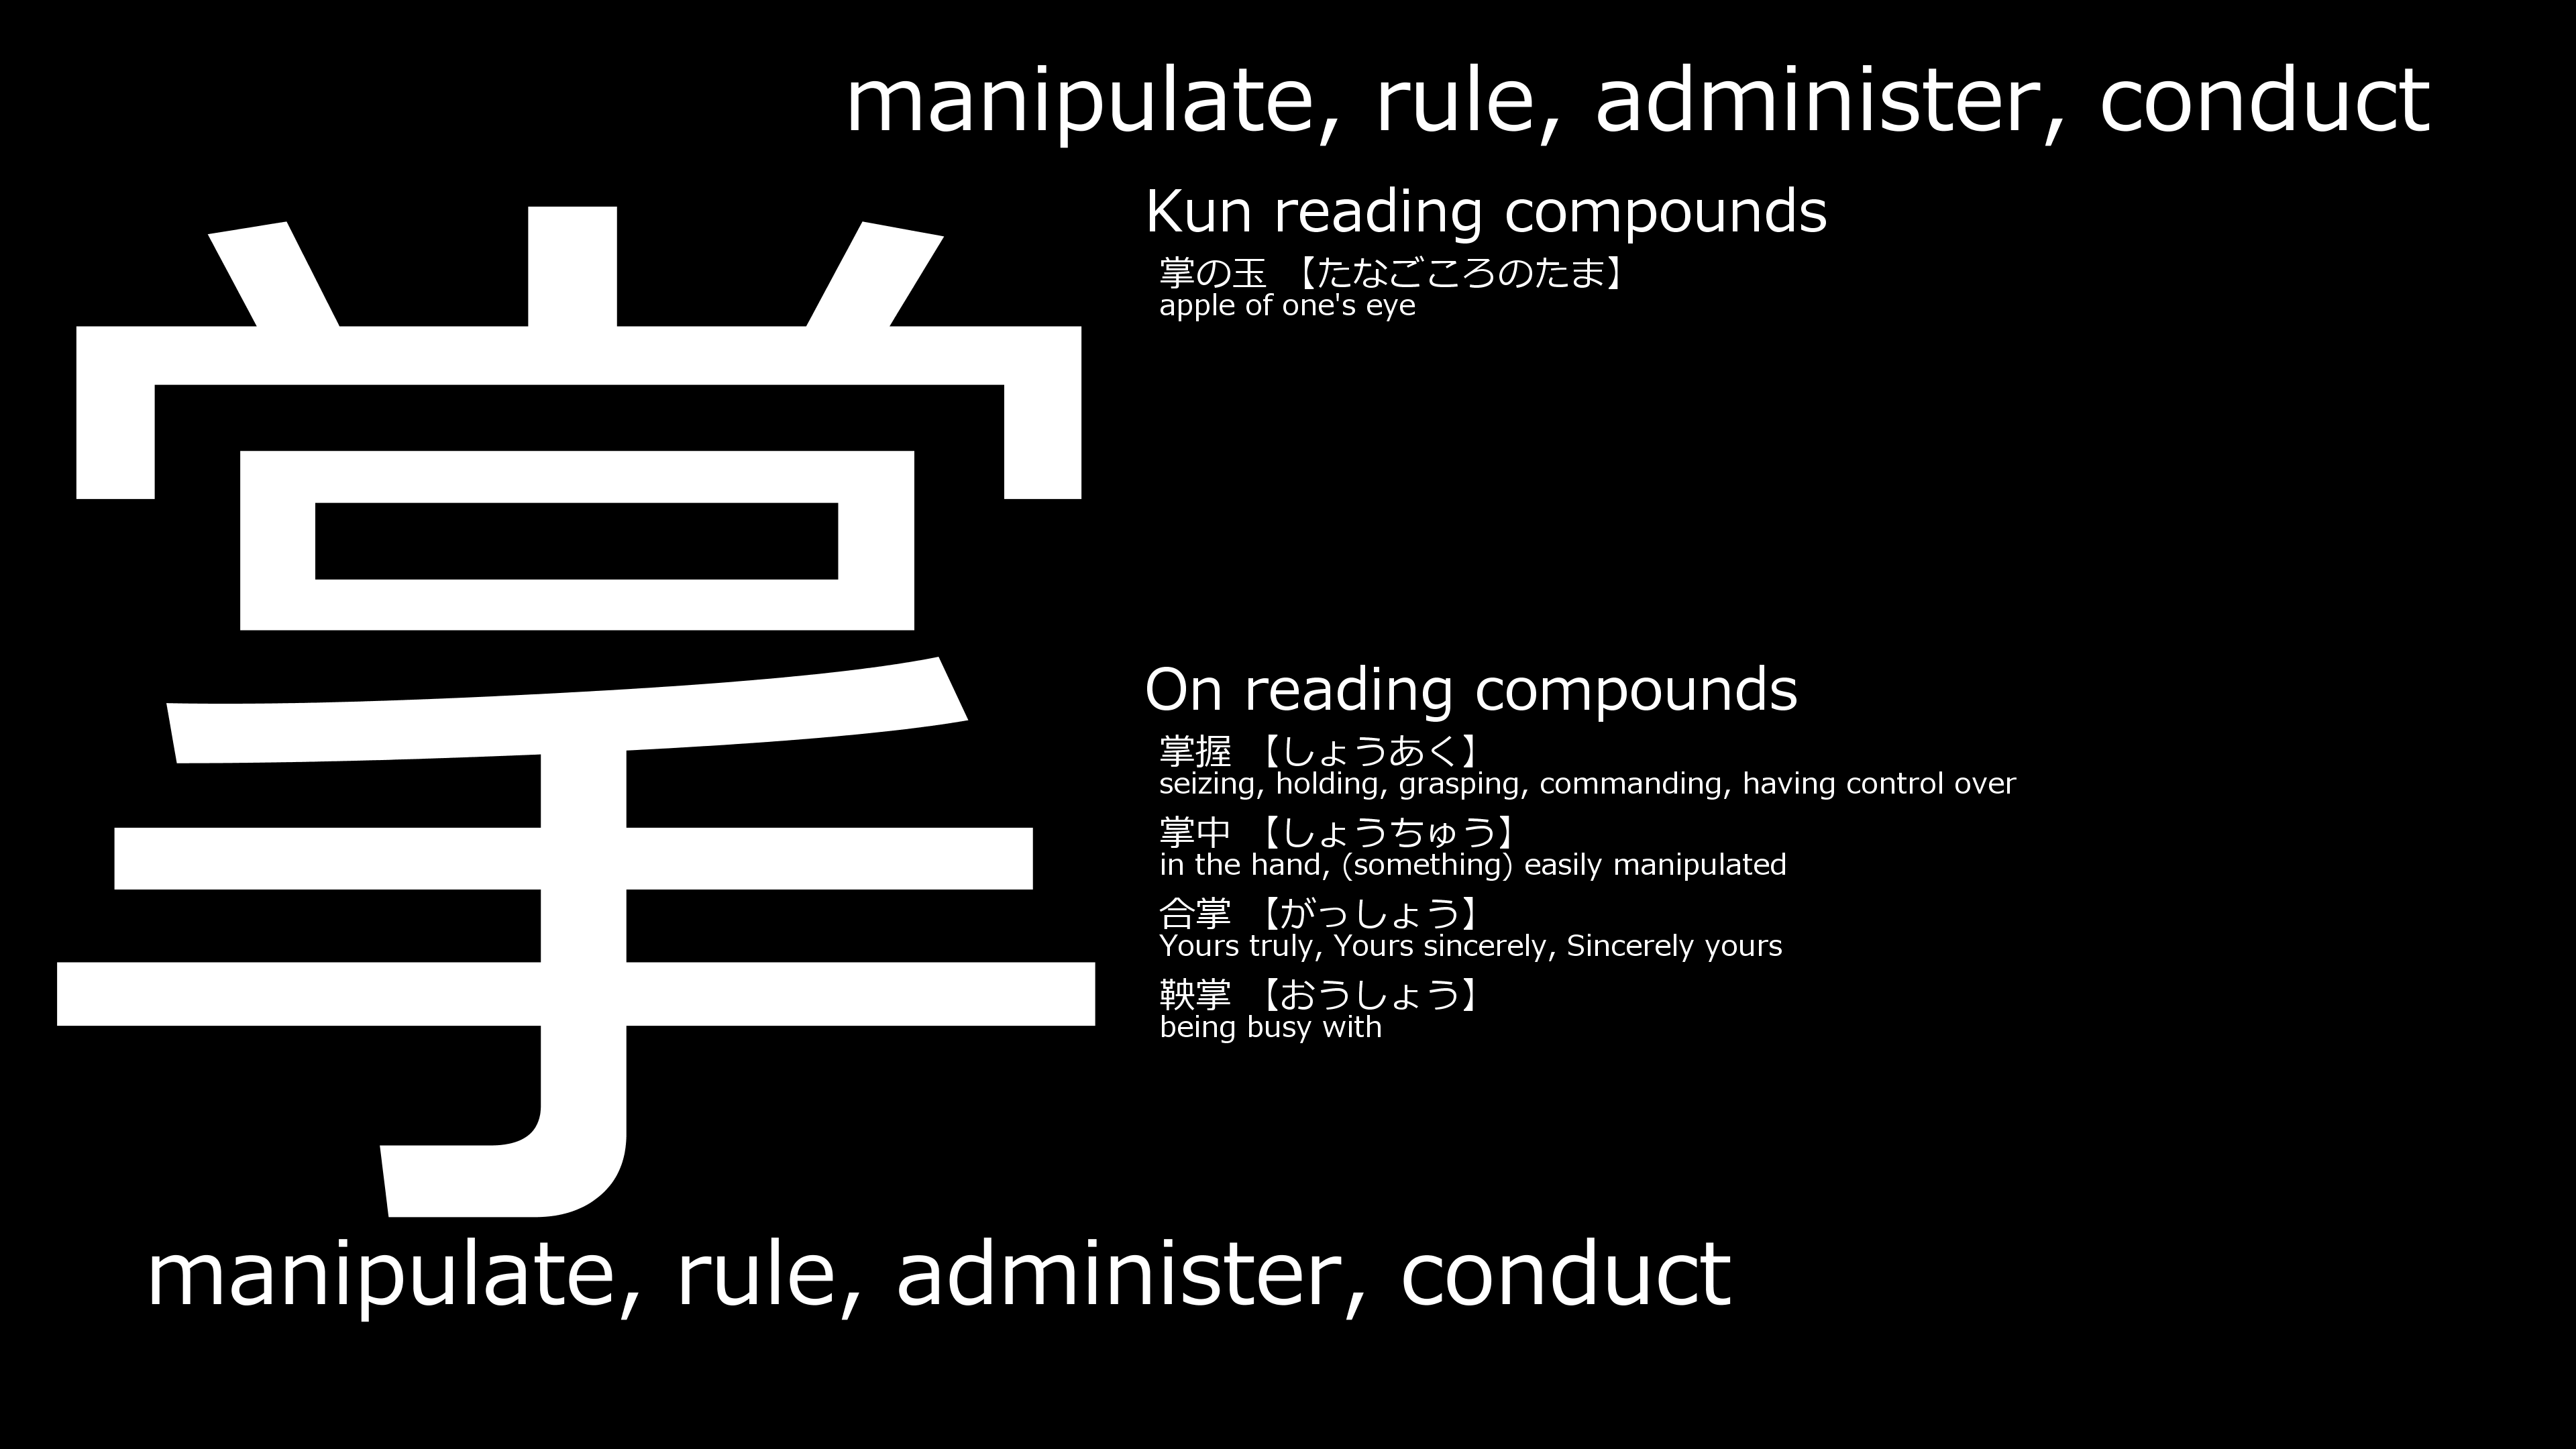 manipulate, rule, administer, conduct
掌
Kun reading compounds
掌の玉 【たなごころのたま】
apple of one's eye
On reading compounds
掌握 【しょうあく】
seizing, holding, grasping, commanding, having control over
掌中 【しょうちゅう】
in the hand, (something) easily manipulated
合掌 【がっしょう】
Yours truly, Yours sincerely, Sincerely yours
鞅掌 【おうしょう】
being busy with
manipulate, rule, administer, conduct